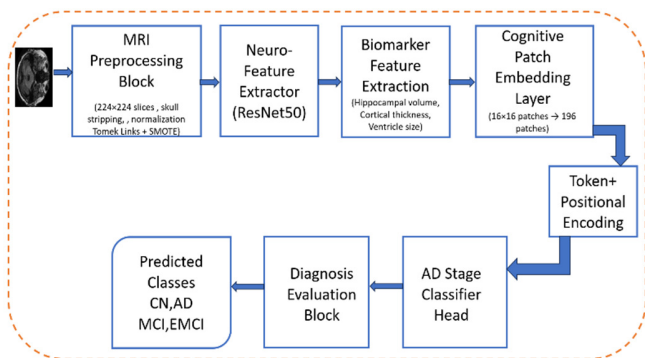 MRI
Preprocessing
Block
(224×224 slices , skull
stripping, , normalization
Tomek Links + SMOTE)
Neuro-
Feature
Extractor
(ResNet50)
Biomarker
Feature
Extraction
(Hippocampal volume,
Cortical thickness,
Ventricle size)
Cognitive
Patch
Embedding
Layer
(16×16 patches → 196
patches)
Token+
Positional
Encoding
AD Stage
Classifier
Head
Diagnosis
Evaluation
Block
Predicted
Classes
CN,AD
MCI,EMCI